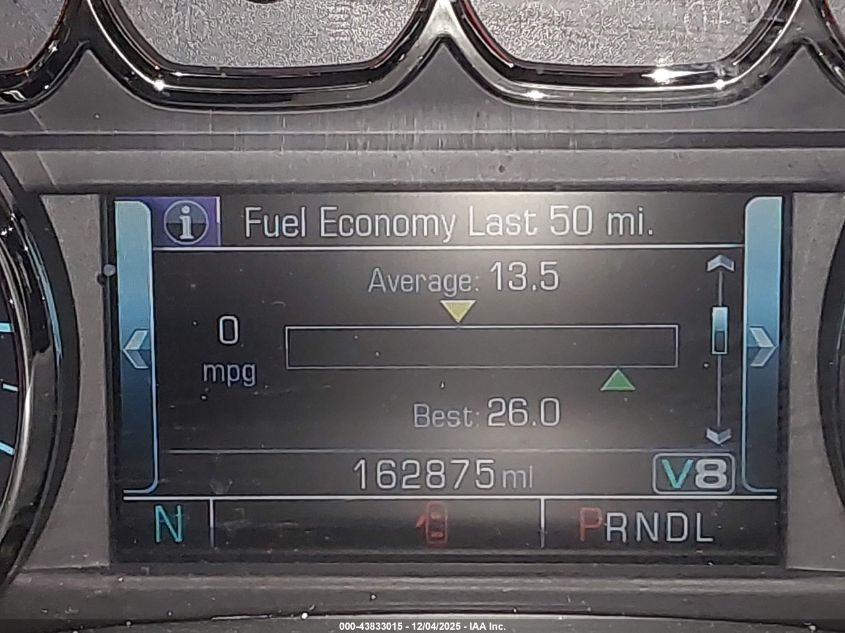 i Fuel Economy Last 50 mi.
Average: 13.5
0
mpg
Best: 26.0
162875 mi V8
N PRNDL
000-43833015 - 12/04/2025 - IAA Inc.